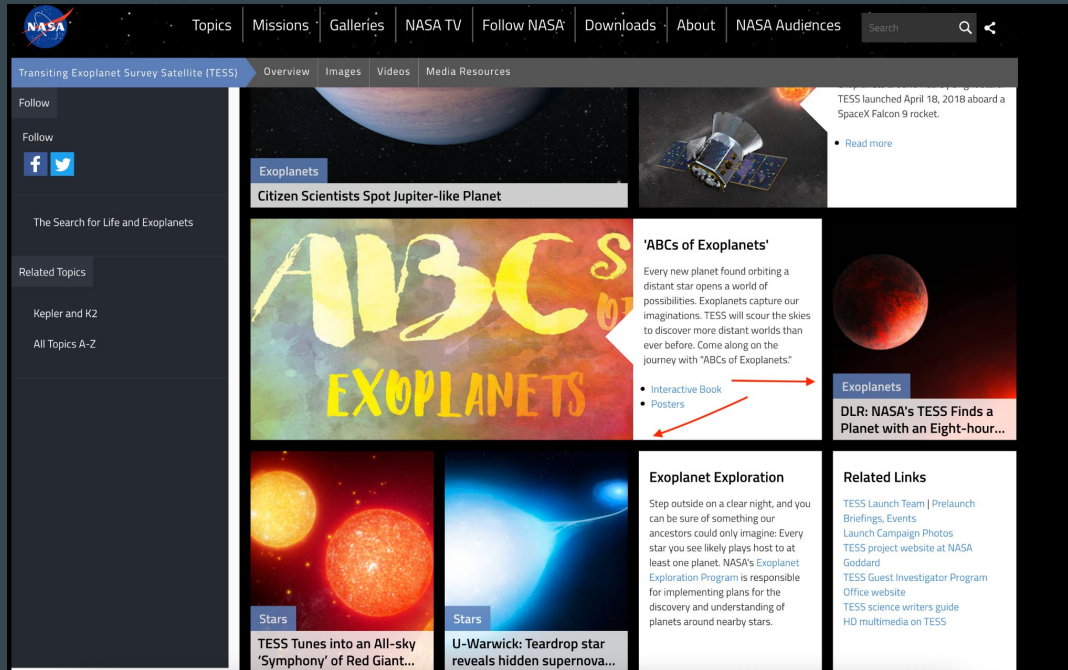 NASA
Topics
Missions
Galleries
NASA TV
Follow NASA
Downloads
About
NASA Audiences
Search
Transiting Exoplanet Survey Satellite (TESS)
Overview
Images
Videos
Media Resources
Follow
Follow
The Search for Life and Exoplanets
Related Topics
Kepler and K2
All Topics A-Z
Exoplanets
Citizen Scientists Spot Jupiter-like Planet
TESS launched April 18, 2018 aboard a
SpaceX Falcon 9 rocket.
Read more
ABCs
EXOPLANETS
'ABCs of Exoplanets'
Every new planet found orbiting a
distant star opens a world of
possibilities. Exoplanets capture our
imaginations. TESS will scour the skies
to discover more distant worlds than
ever before. Come along on the
journey with "ABCs of Exoplanets."
Interactive Book
Posters
Exoplanets
DLR: NASA's TESS Finds a
Planet with an Eight-hour...
Stars
TESS Tunes into an All-sky
'Symphony' of Red Giant...
Stars
U-Warwick: Teardrop star
reveals hidden supernova...
Exoplanet Exploration
Step outside on a clear night, and you
can be sure of something our
ancestors could only imagine: Every
star you see likely plays host to at
least one planet. NASA's Exoplanet
Exploration Program is responsible
for implementing plans for the
discovery and understanding of
planets around nearby stars.
Related Links
TESS Launch Team | Prelaunch
Briefings, Events
Launch Campaign Photos
TESS project website at NASA
Goddard
TESS Guest Investigator Program
Office website
TESS science writers guide
HD multimedia on TESS